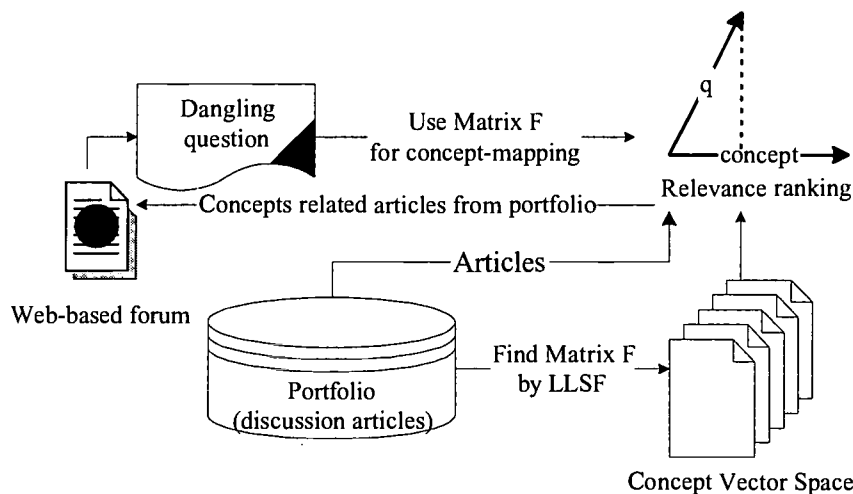 Dangling
question
Use Matrix F
for concept-mapping
q
concept
Relevance ranking
Concepts related articles from portfolio
Articles
Web-based forum
Find Matrix F
by LLSF
Portfolio
(discussion articles)
Concept Vector Space